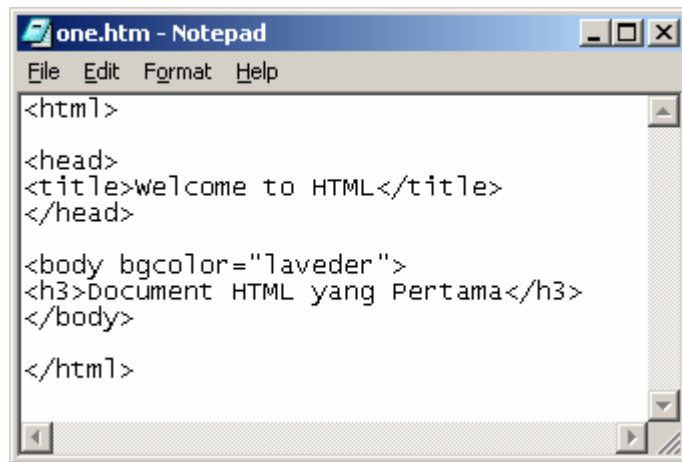 one.htm - Notepad
File Edit Format Help
<html>
<head>
<title>Welcome to HTML</title>
</head>
<body bgcolor="laveder">
<h3>Document HTML yang Pertama</h3>
</body>
</html>